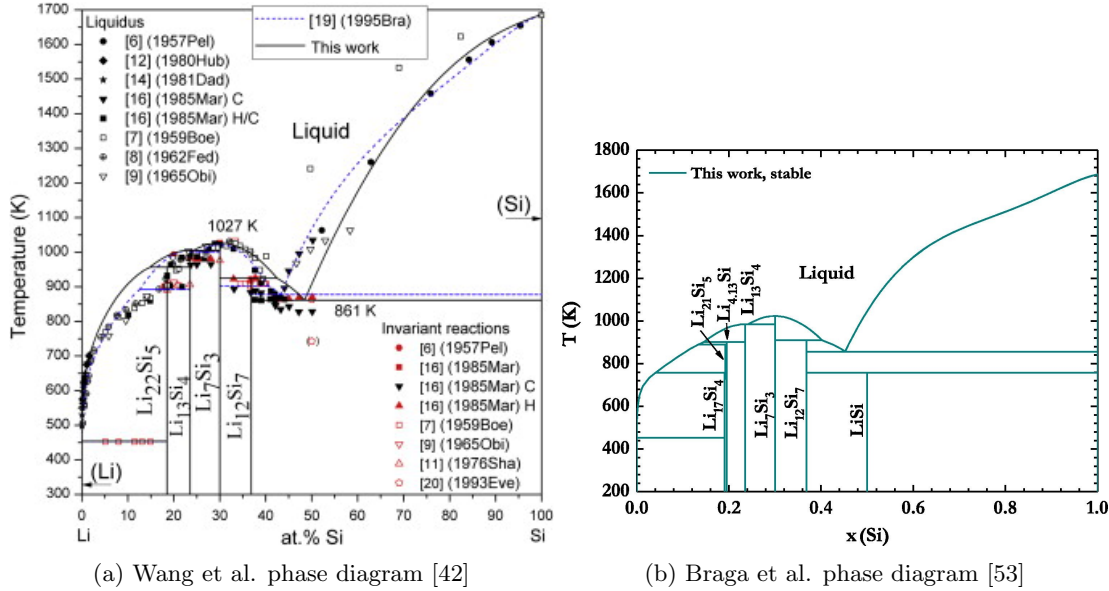 1700
1600
1500
1400
1300
1200
1100
1000
900
800
700
600
500
400
300
Temperature (K)
Liquidus
[6] (1957Pel)
[12] (1980Hub)
[14] (1981Dad)
[16] (1985Mar) C
[16] (1985Mar) H/C
[7] (1959Boe)
[8] (1962Fed)
[9] (1965Obi)
[19] (1995Bra)
This work
Liquid
(Si)
1027 K
861 K
Li22Si5
Li13Si4
Li7Si3
Li12Si7
(Li)
Invariant reactions
[6] (1957Pel)
[16] (1985Mar)
[16] (1985Mar) C
[16] (1985Mar) H
[7] (1959Boe)
[9] (1965Obi)
[11] (1976Sha)
[20] (1993Eve)
0 10 20 30 40 50 60 70 80 90 100
Li at.% Si Si
(a) Wang et al. phase diagram [42]
1800
1600
1400
1200
1000
800
600
400
200
T (K)
This work, stable
Liquid
Li21Si5
Li4.13Si
Li13Si4
Li17Si4
Li7Si3
Li12Si7
LiSi
0.0 0.2 0.4 0.6 0.8 1.0
x (Si)
(b) Braga et al. phase diagram [53]